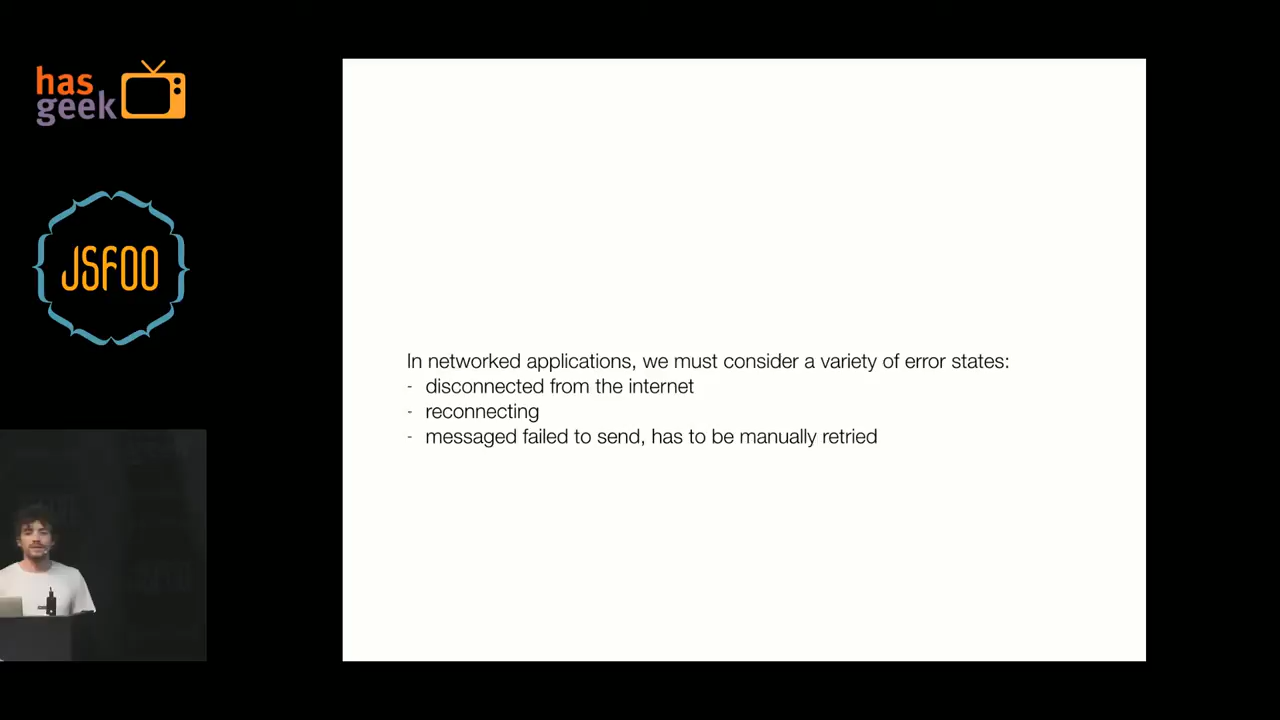 has
geek
JSFOO
In networked applications, we must consider a variety of error states:
- disconnected from the internet
- reconnecting
- messaged failed to send, has to be manually retried